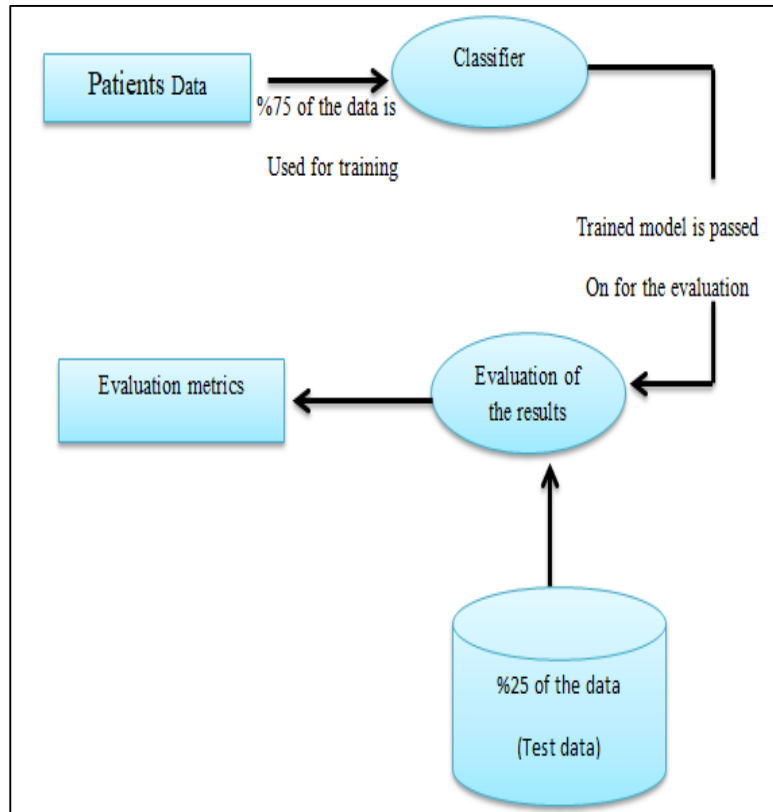 Patients Data
Classifier
%75 of the data is
Used for training
Trained model is passed
On for the evaluation
Evaluation metrics
Evaluation of
the results
%25 of the data
(Test data)